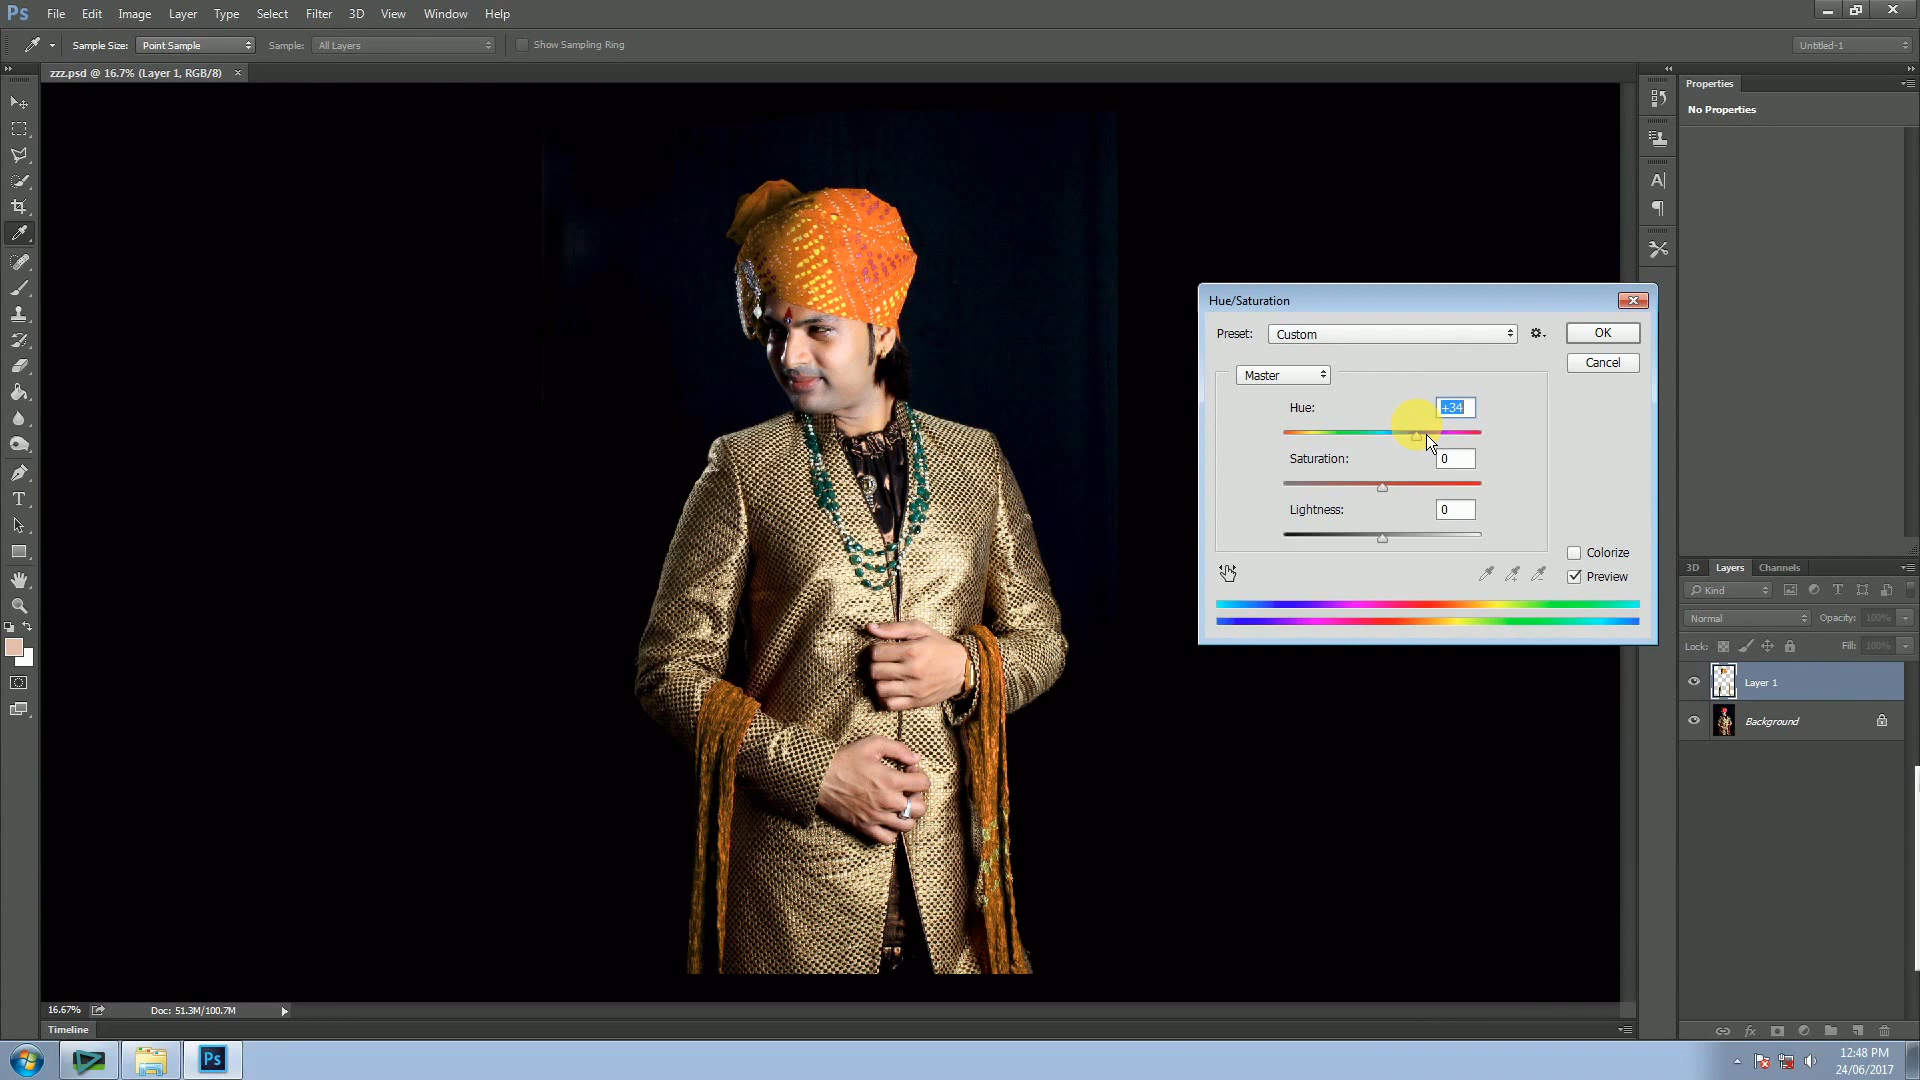 Ps File Edit Image Layer Type Select Filter 3D View Window Help
Sample Size: Point Sample Sample: All Layers Show Sampling Ring Untitled-1
zzz.psd @ 16.7% (Layer 1, RGB/8)
Properties
No Properties
Hue/Saturation
Preset: Custom OK
Cancel
Master
Hue: +34
Saturation: 0
Lightness: 0
Colorize
Preview
3D Layers Channels
Kind
Normal Opacity: 100%
Lock: Fill: 100%
Layer 1
Background
16.67% Doc: 51.3M/100.7M
Timeline
Ps
12:48 PM
24/06/2017